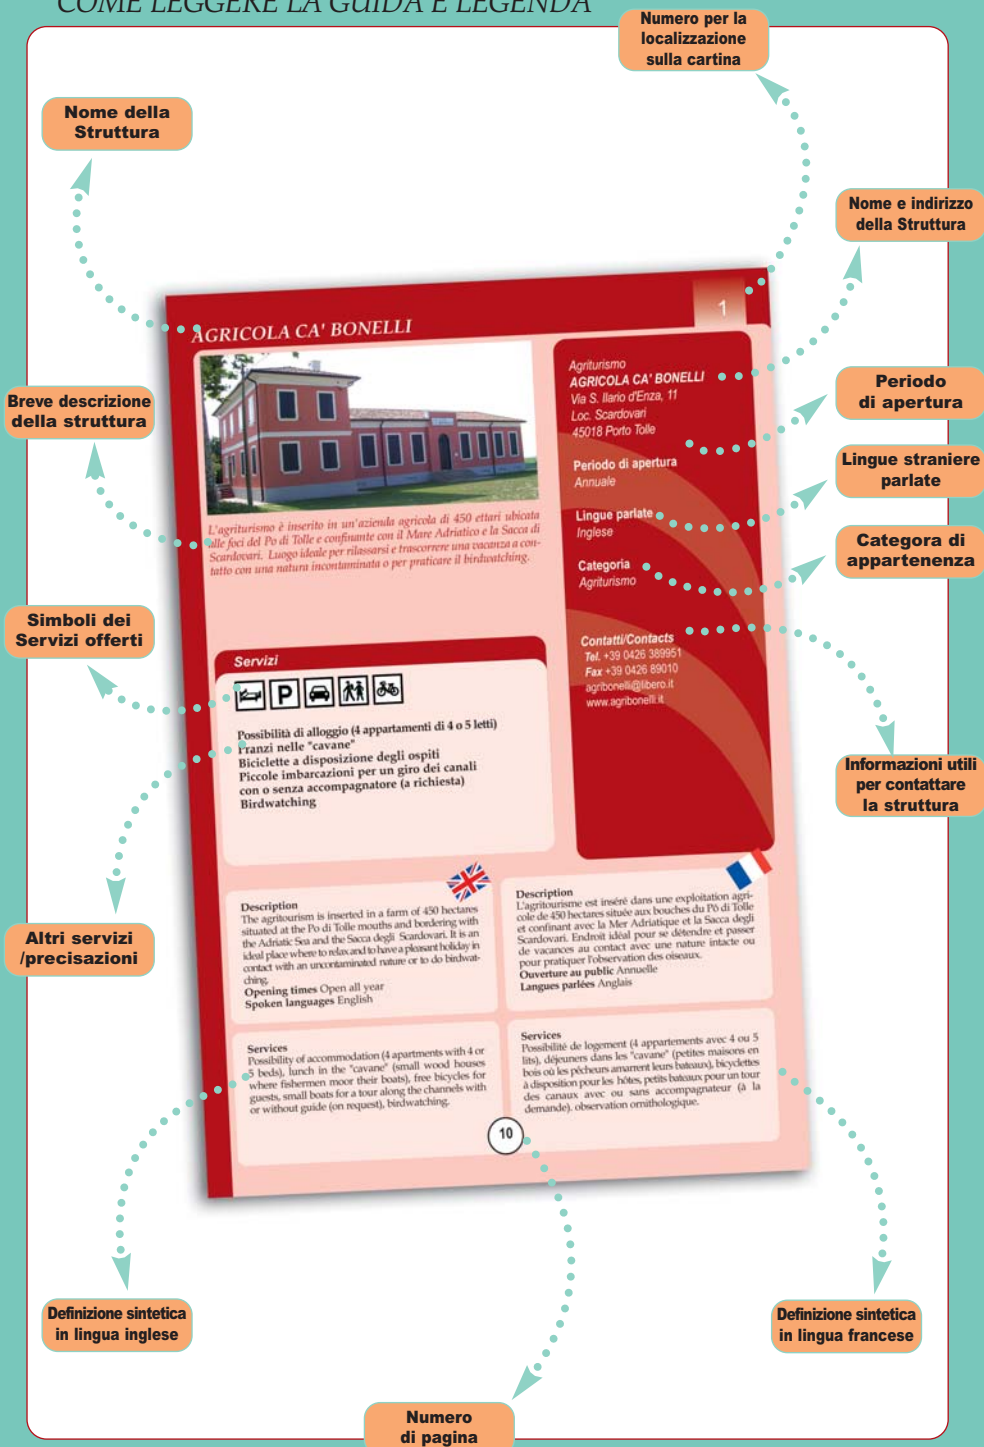 COME LEGGERE LA GUIDA E LEGENDA
Numero per la
localizzazione
sulla cartina
Nome della
Struttura
Nome e indirizzo
della Struttura
Breve descrizione
della struttura
Periodo
di apertura
Lingue straniere
parlate
Categora di
appartenenza
Simboli dei
Servizi offerti
Informazioni utili
per contattare
la struttura
Altri servizi
/precisazioni
Definizione sintetica
in lingua inglese
Definizione sintetica
in lingua francese
Numero
di pagina
AGRICOLA CA' BONELLI
1
Agriturismo
AGRICOLA CA' BONELLI
Via S. Ilario d'Enza, 11
Loc. Scardovari
45018 Porto Tolle
Periodo di apertura
Annuale
Lingue parlate
Inglese
Categoria
Agriturismo
Contatti/Contacts
Tel. +39 0426 389951
Fax +39 0426 89010
agribonelli@libero.it
www.agribonelli.it
L'agriturismo è inserito in un'azienda agricola di 450 ettari ubicata
alle foci del Po di Tolle e confinante con il Mare Adriatico e la Sacca di
Scardovari. Luogo ideale per rilassarsi e trascorrere una vacanza a con-
tatto con una natura incontaminata o per praticare il birdwatching.
Servizi
P
Possibilità di alloggio (4 appartamenti di 4 o 5 letti)
Pranzi nelle "cavane"
Biciclette a disposizione degli ospiti
Piccole imbarcazioni per un giro dei canali
con o senza accompagnatore (a richiesta)
Birdwatching
Description
The agritourism is inserted in a farm of 450 hectares
situated at the Po di Tolle mouths and bordering with
the Adriatic Sea and the Sacca degli Scardovari. It is an
ideal place where to relax and to have a pleasant holiday in
contact with an uncontaminated nature or to do birdwat-
ching.
Opening times Open all year
Spoken languages English
Description
L'agritourisme est inséré dans une exploitation agri-
cole de 450 hectares située aux bouches du Pô di Tolle
et confinant avec la Mer Adriatique et la Sacca degli
Scardovari. Endroit idéal pour se détendre et passer
de vacances au contact avec une nature intacte ou
pour pratiquer l'observation des oiseaux.
Ouverture au public Annuelle
Langues parlées Anglais
Services
Possibility of accommodation (4 apartments with 4 or
5 beds), lunch in the "cavane" (small wood houses
where fishermen moor their boats), free bicycles for
guests, small boats for a tour along the channels with
or without guide (on request), birdwatching.
Services
Possibilité de logement (4 appartements avec 4 ou 5
lits), déjeuners dans les "cavane" (petites maisons en
bois où les pêcheurs amarrent leurs bateaux), bicyclettes
à disposition pour les hôtes, petits bateaux pour un tour
des canaux avec ou sans accompagnateur (à la
demande). observation ornithologique.
10